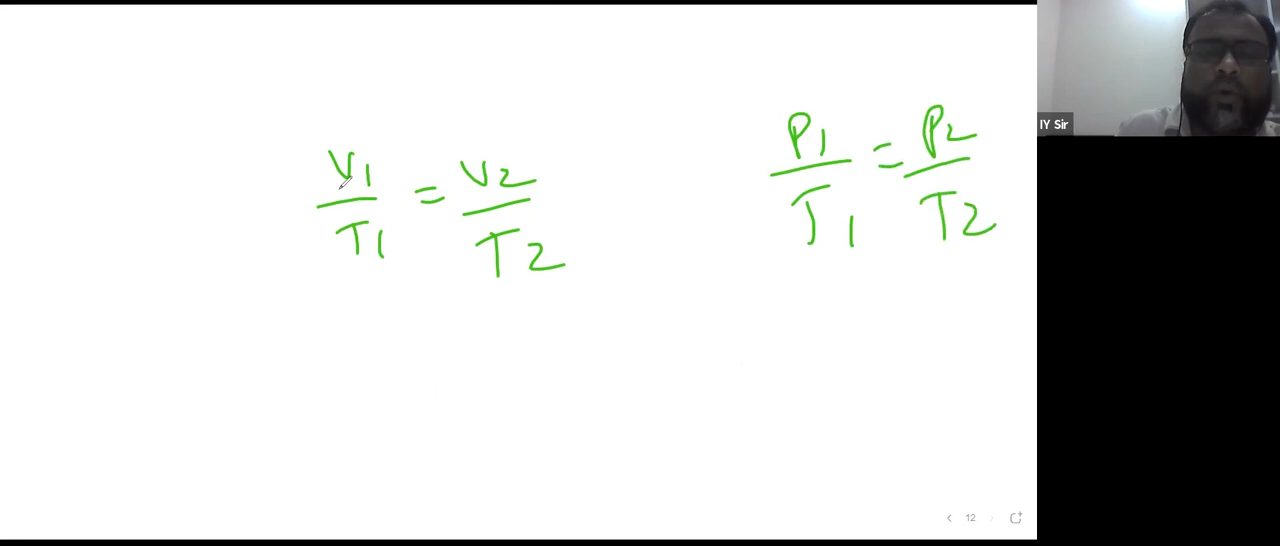 V1/T1 = V2/T2
P1/T1 = P2/T2
IY Sir
12